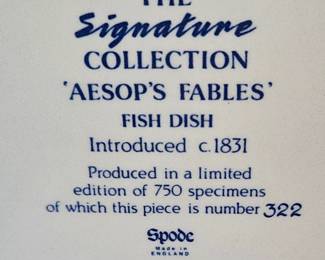 THE
Signature
COLLECTION
'AESOP'S FABLES'
FISH DISH
Introduced c.1831
Produced in a limited
edition of 750 specimens
of which this piece is number 322
Spode
Made in
ENGLAND